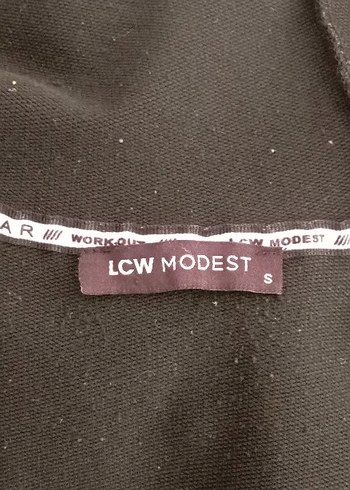 AR //// WORK-OUT //// LCW MODEST ////
LCW MODEST
S